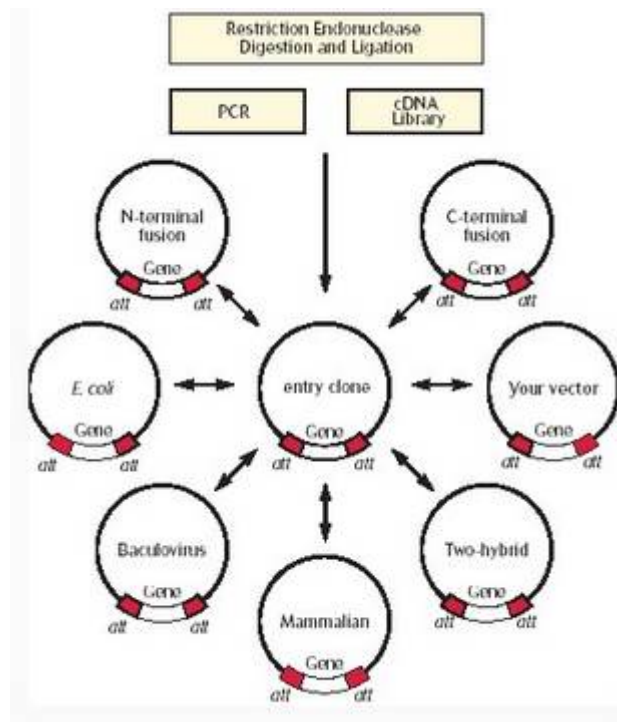 Restriction Endonuclease
Digestion and Ligation
PCR
cDNA
Library
N-terminal
fusion
Gene
att
att
C-terminal
fusion
Gene
att
att
E. coli
Gene
att
att
entry clone
Gene
att
att
Your vector
Gene
att
att
Baculovirus
Gene
att
att
Mammalian
Gene
att
att
Two-hybrid
Gene
att
att